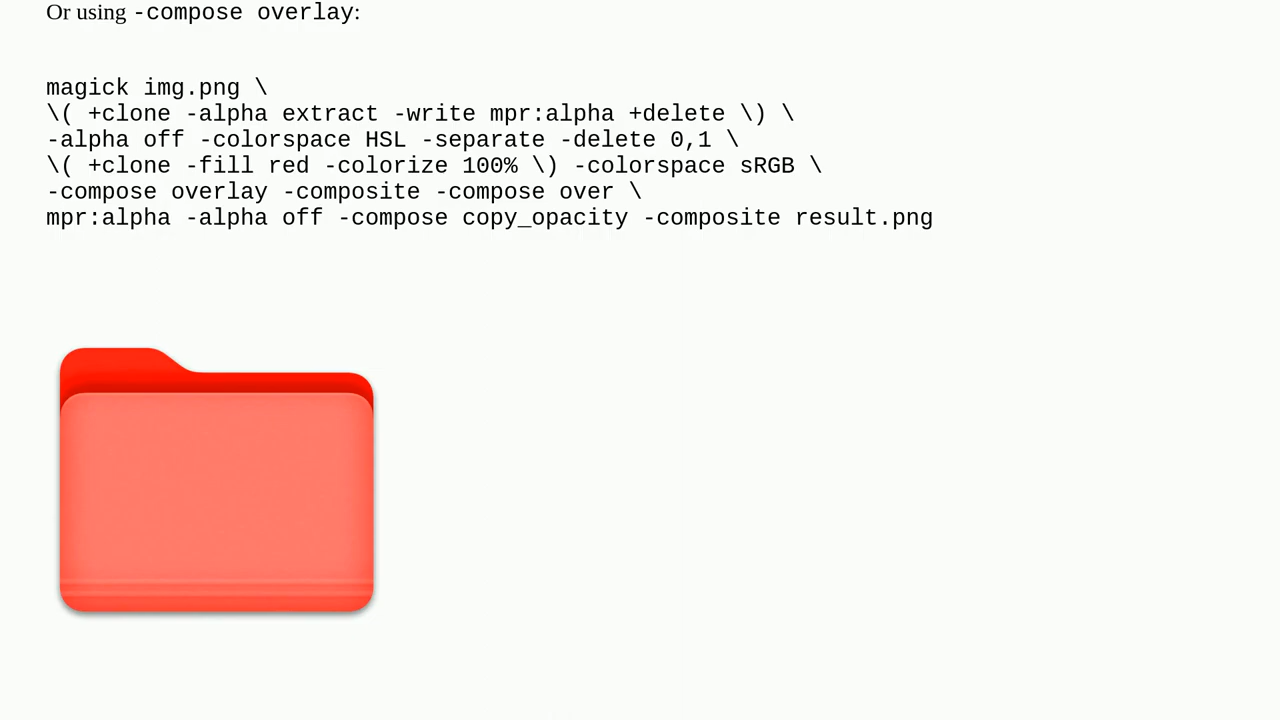 Or using -compose overlay:
magick img.png \
\( +clone -alpha extract -write mpr:alpha +delete \) \
-alpha off -colorspace HSL -separate -delete 0,1 \
\( +clone -fill red -colorize 100% \) -colorspace sRGB \
-compose overlay -composite -compose over \
mpr:alpha -alpha off -compose copy_opacity -composite result.png